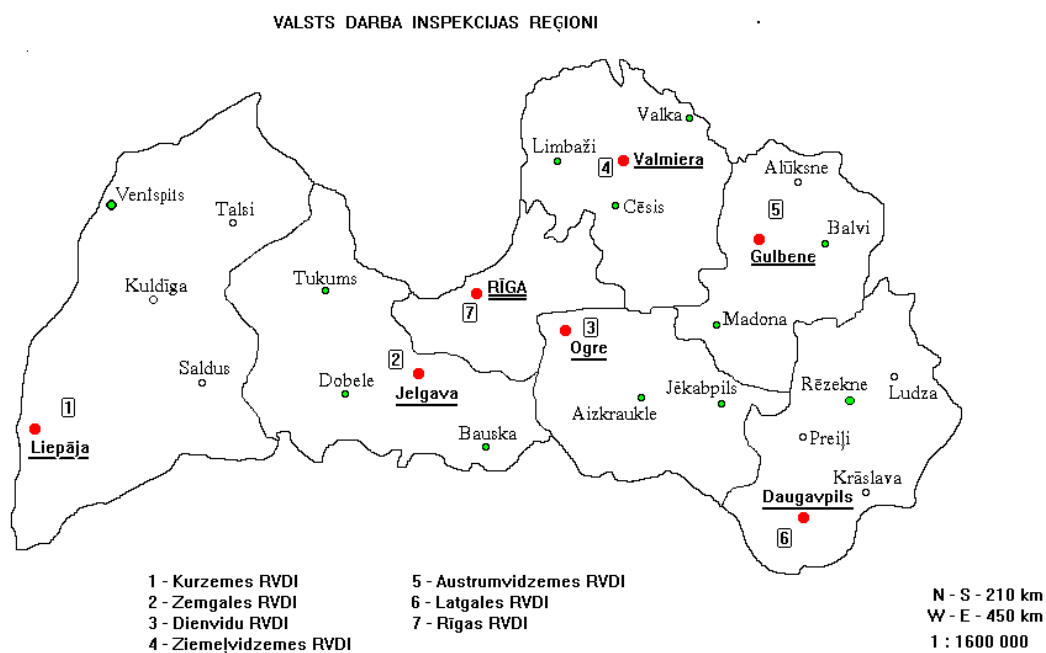 VALSTS DARBA INSPEKCIJAS REĢIONI
Valka
Limbaži
4
Valmiera
Alūksne
Ventspils
Talsi
Cēsis
5
Balvi
Gulbene
Tukums
RĪGA
Kuldīga
7
3
Madona
Ogre
2
Saldus
Dobele
Jelgava
Jēkabpils
Rēzekne
Ludza
1
Aizkraukle
Liepāja
Bauska
Preiļi
Krāslava
Daugavpils
6
1 - Kurzemes RVDI
2 - Zemgales RVDI
3 - Dienvidu RVDI
4 - Ziemeļvidzemes RVDI
5 - Austrumvidzemes RVDI
6 - Latgales RVDI
7 - Rīgas RVDI
N - S - 210 km
W - E - 450 km
1 : 1600 000